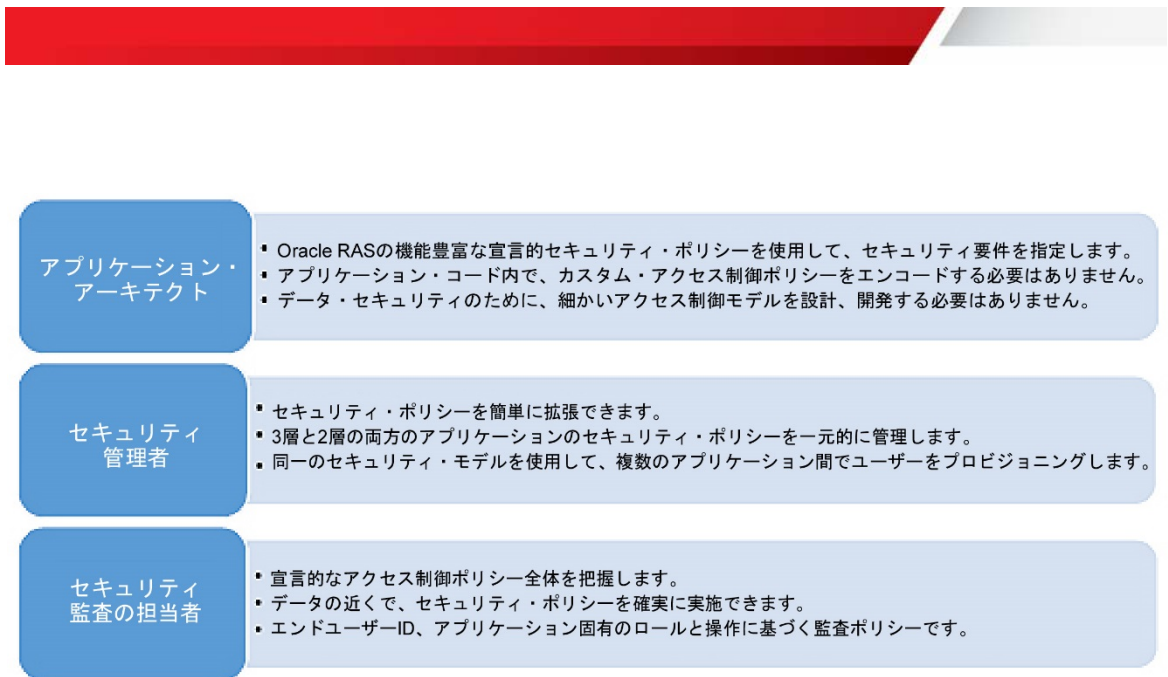 アプリケーション・
アーキテクト
▪ Oracle RASの機能豊富な宣言的セキュリティ・ポリシーを使用して、セキュリティ要件を指定します。
▪ アプリケーション・コード内で、カスタム・アクセス制御ポリシーをエンコードする必要はありません。
▪ データ・セキュリティのために、細かいアクセス制御モデルを設計、開発する必要はありません。
セキュリティ
管理者
▪ セキュリティ・ポリシーを簡単に拡張できます。
▪ 3層と2層の両方のアプリケーションのセキュリティ・ポリシーを一元的に管理します。
▪ 同一のセキュリティ・モデルを使用して、複数のアプリケーション間でユーザーをプロビジョニングします。
セキュリティ
監査の担当者
▪ 宣言的なアクセス制御ポリシー全体を把握します。
▪ データの近くで、セキュリティ・ポリシーを確実に実施できます。
▪ エンドユーザーID、アプリケーション固有のロールと操作に基づく監査ポリシーです。